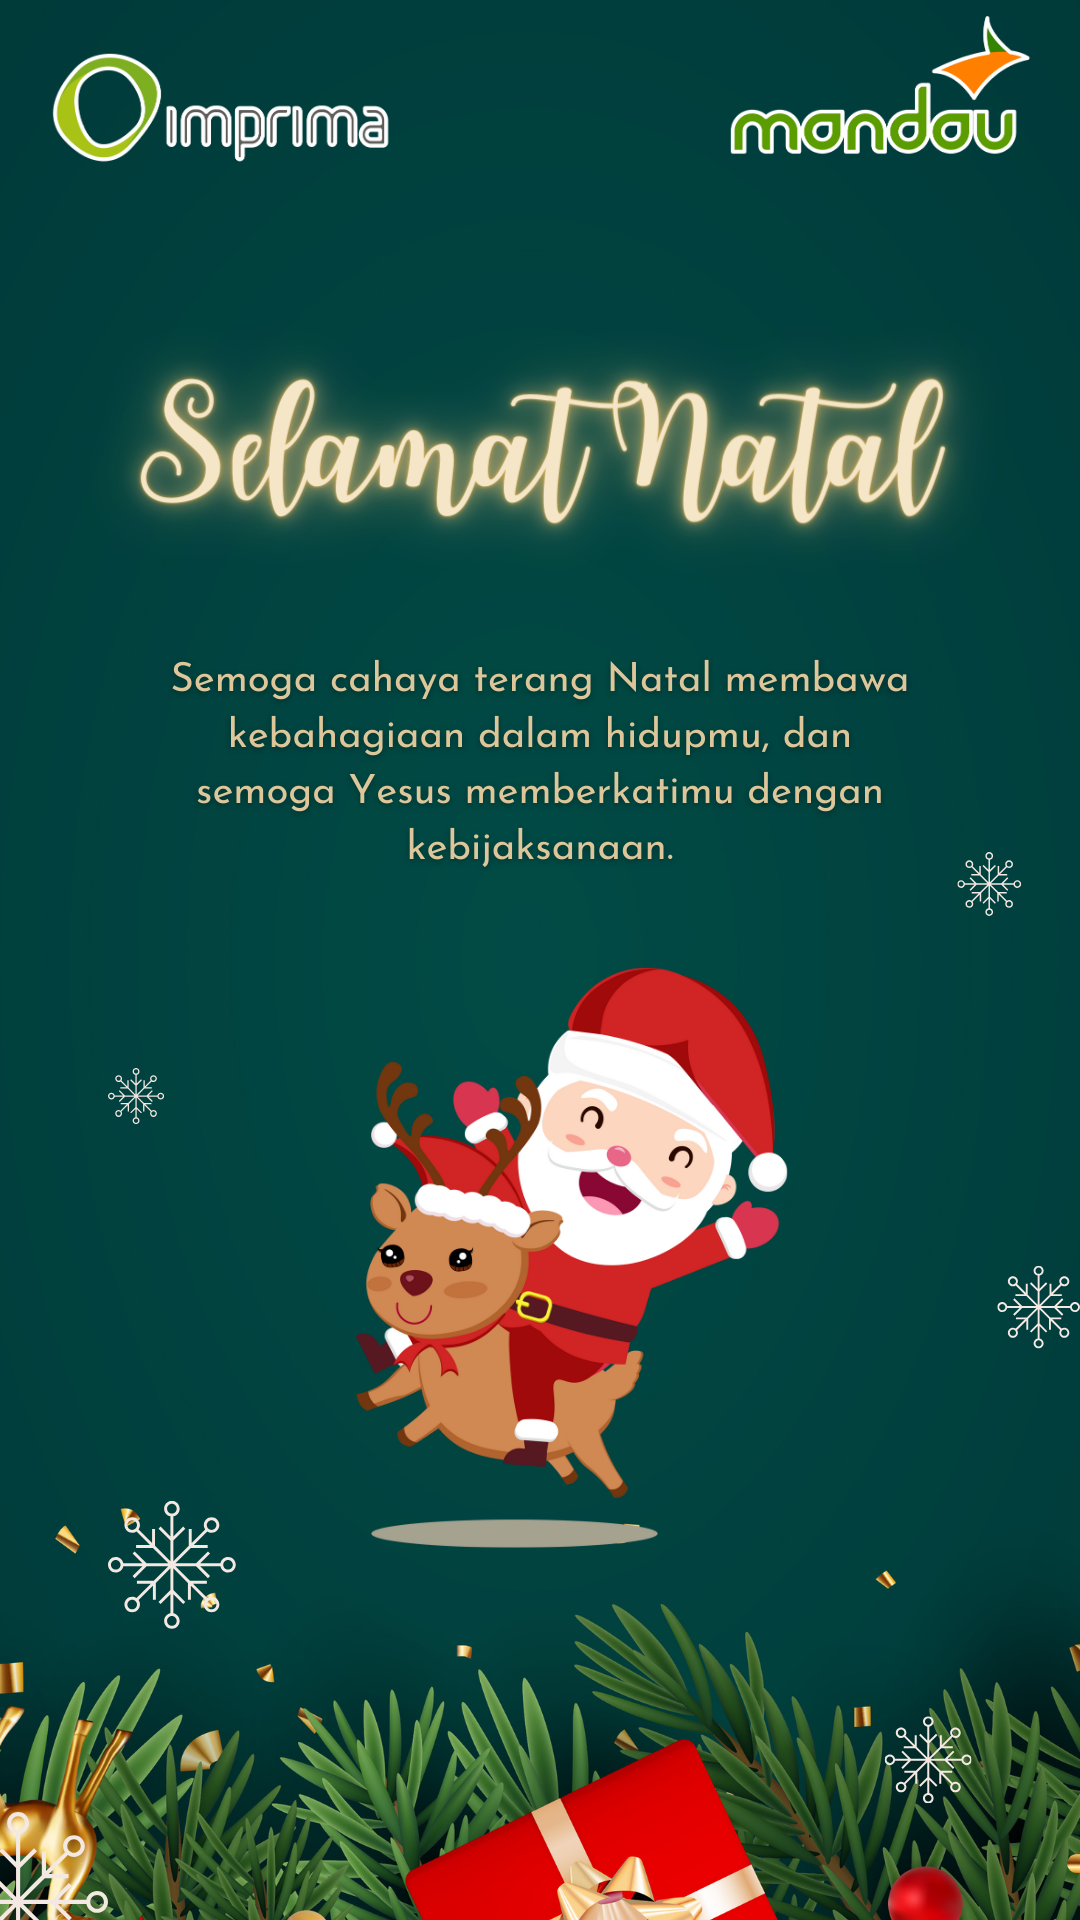 imprima
mandau
Selamat Natal
Semoga cahaya terang Natal membawa
kebahagiaan dalam hidupmu, dan
semoga Yesus memberkatimu dengan
kebijaksanaan.